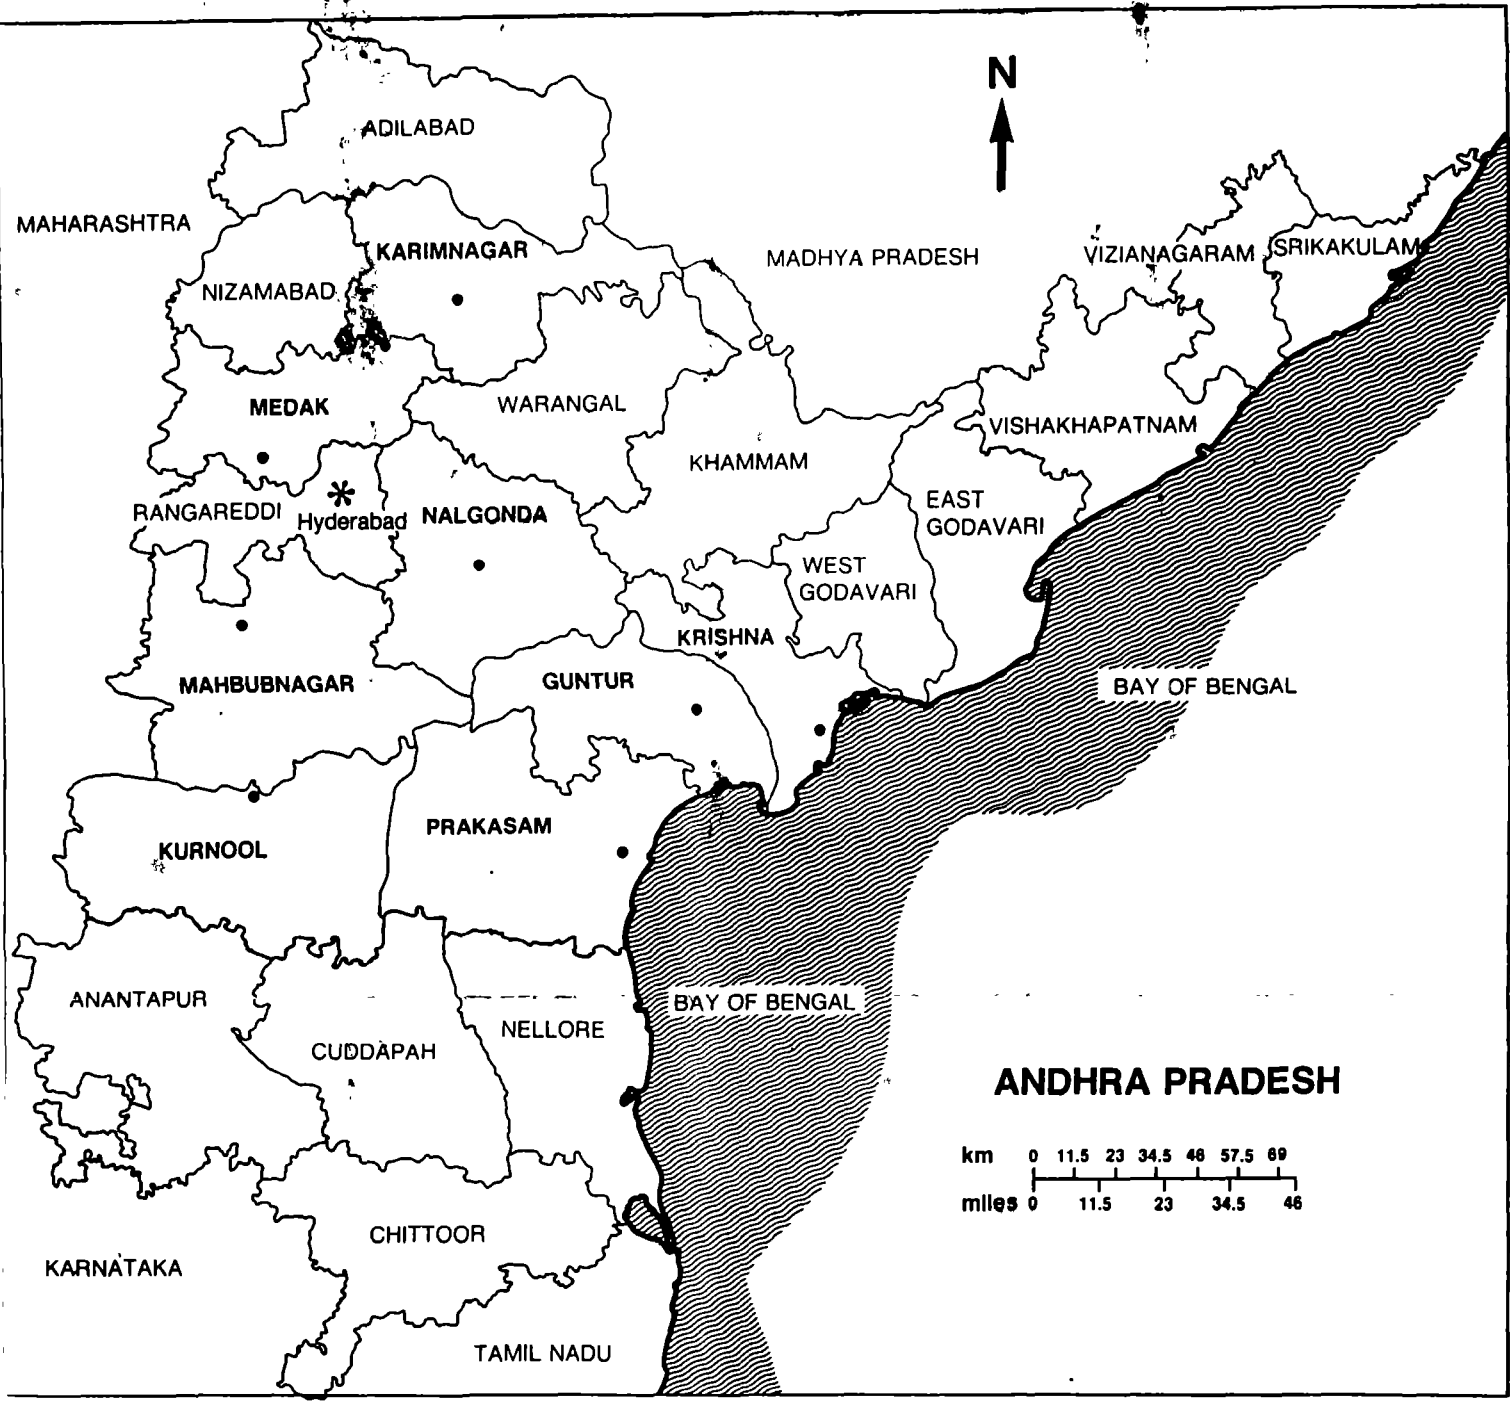 N
ADILABAD
MAHARASHTRA
KARIMNAGAR
MADHYA PRADESH
VIZIANAGARAM
SRIKAKULAM
NIZAMABAD
MEDAK
WARANGAL
VISHAKHAPATNAM
KHAMMAM
RANGAREDDI
Hyderabad
NALGONDA
EAST
GODAVARI
WEST
GODAVARI
KRISHNA
MAHBUBNAGAR
GUNTUR
BAY OF BENGAL
KURNOOL
PRAKASAM
ANANTAPUR
BAY OF BENGAL
NELLORE
CUDDAPAH
ANDHRA PRADESH
km 0 11.5 23 34.5 46 57.5 69
miles 0 11.5 23 34.5 46
CHITTOOR
KARNATAKA
TAMIL NADU